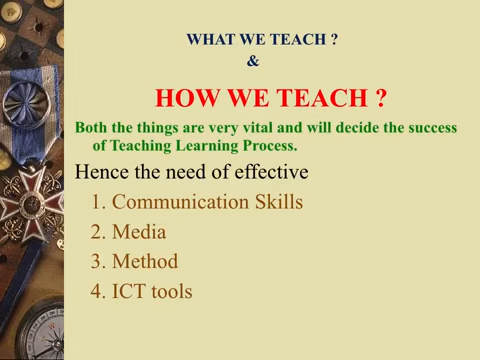 WHAT WE TEACH ?
&
HOW WE TEACH ?
Both the things are very vital and will decide the success
of Teaching Learning Process.
Hence the need of effective
1. Communication Skills
2. Media
3. Method
4. ICT tools